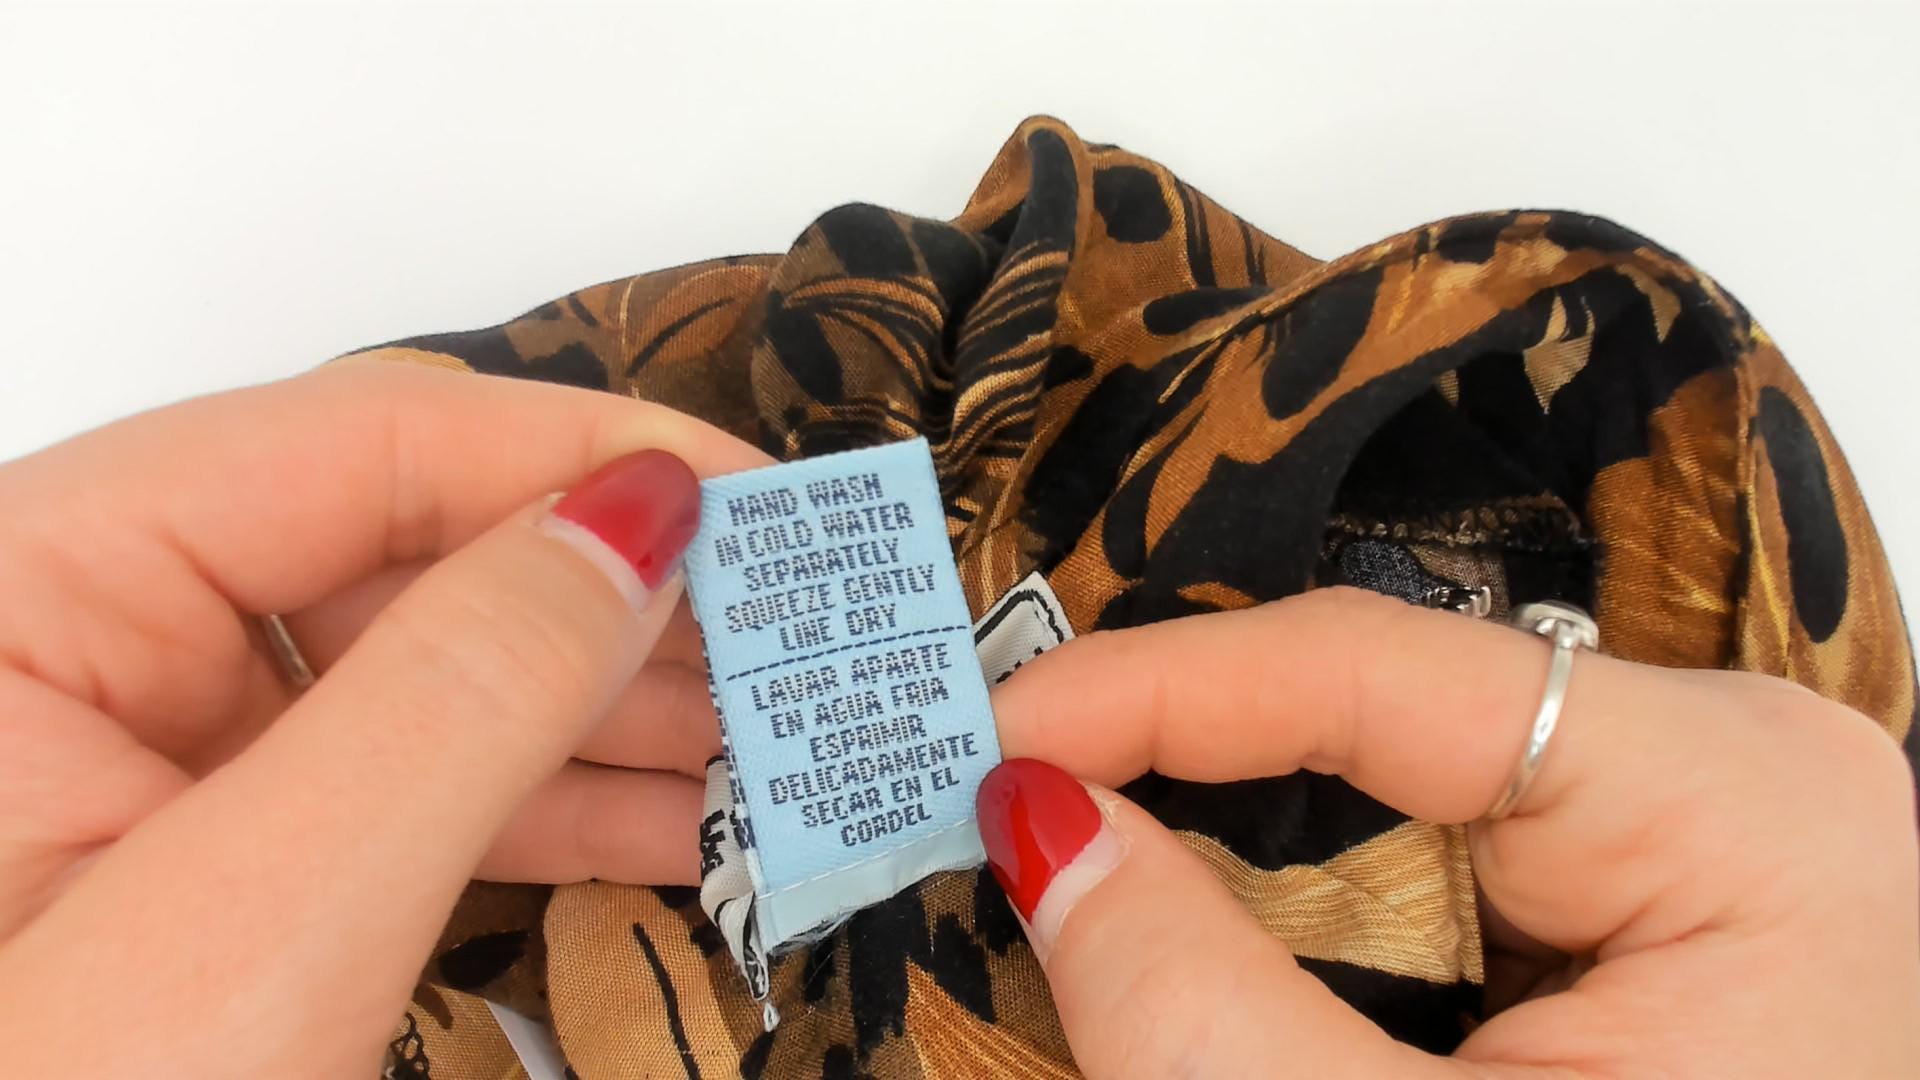 HAND WASH
IN COLD WATER
SEPARATELY
SQUEEZE GENTLY
LINE DRY
LAVAR APARTE
EN AGUA FRIA
ESPRIMIR
DELICADAMENTE
SECAR EN EL
CORDEL